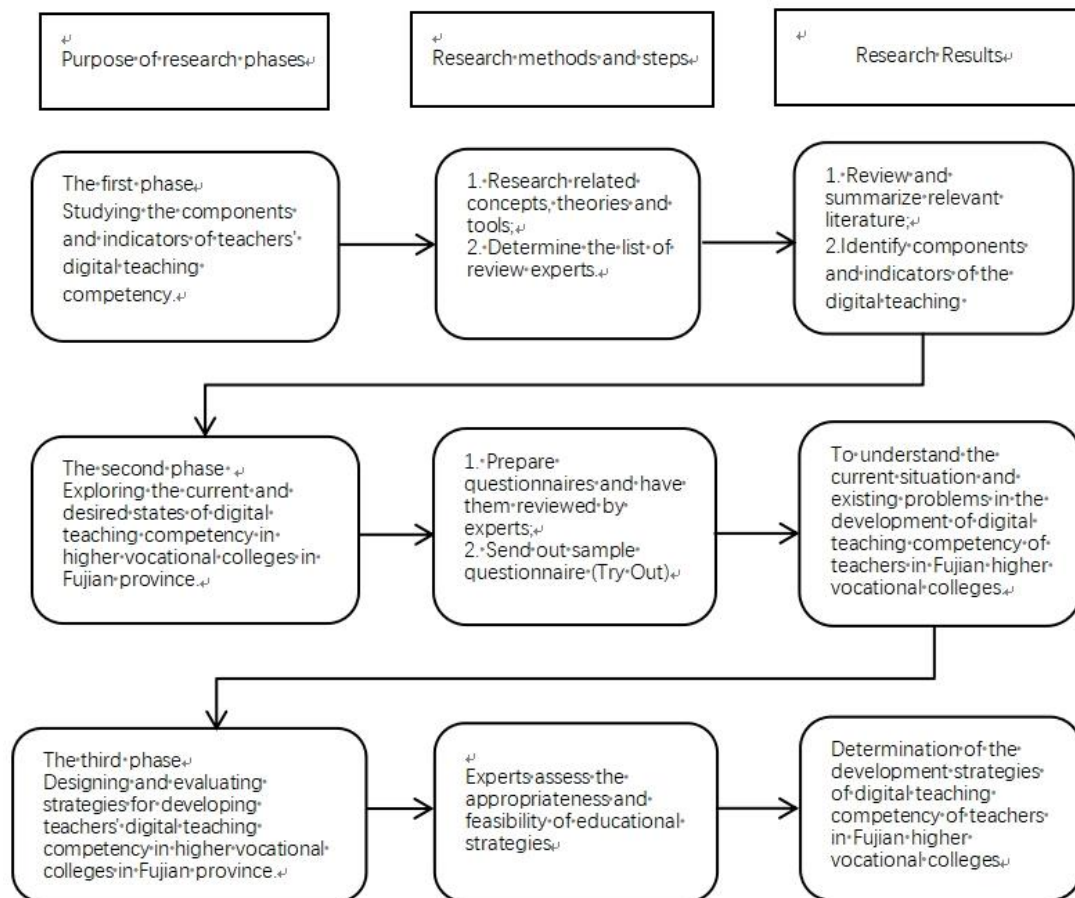 Purpose of research phases
Research methods and steps
Research Results
The first phase
Studying the components
and indicators of teachers'
digital teaching
competency.
1. Research related
concepts, theories and
tools;
2. Determine the list of
review experts.
1. Review and
summarize relevant
literature;
2.Identify components
and indicators of the
digital teaching
The second phase
Exploring the current and
desired states of digital
teaching competency in
higher vocational colleges in
Fujian province.
1. Prepare
questionnaires and have
them reviewed by
experts;
2. Send out sample
questionnaire (Try Out)
To understand the
current situation and
existing problems in the
development of digital
teaching competency of
teachers in Fujian higher
vocational colleges.
The third phase
Designing and evaluating
strategies for developing
teachers' digital teaching
competency in higher vocational
colleges in Fujian province.
Experts assess the
appropriateness and
feasibility of educational
strategies
Determination of the
development strategies
of digital teaching
competency of teachers
in Fujian higher
vocational colleges